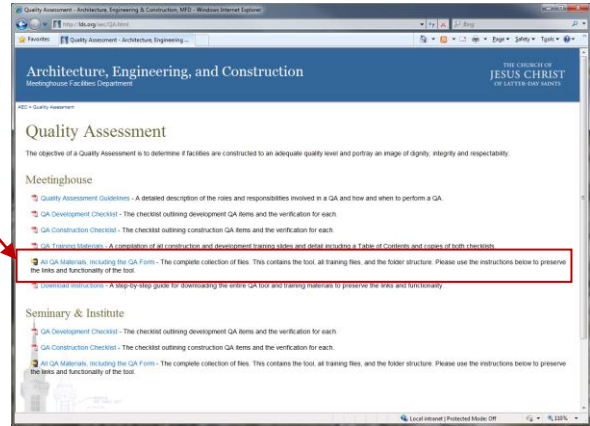 Quality Assessment - Architecture, Engineering & Construction, MFD - Windows Internet Explorer
http://lds.org/aec/QA.html
Bing
Favorites Quality Assessment - Architecture, Engineering ...
Page Safety Tools
Architecture, Engineering, and Construction
Meetinghouse Facilities Department
THE CHURCH OF
JESUS CHRIST
OF LATTER-DAY SAINTS
AEC > Quality Assessment
Quality Assessment
The objective of a Quality Assessment is to determine if facilities are constructed to an adequate quality level and portray an image of dignity, integrity and respectability.
Meetinghouse
Quality Assessment Guidelines - A detailed description of the roles and responsibilities involved in a QA and how and when to perform a QA.
QA Development Checklist - The checklist outlining development QA items and the verification for each.
QA Construction Checklist - The checklist outlining construction QA items and the verification for each.
QA Training Materials - A compilation of all construction and development training slides and detail including a Table of Contents and copies of both checklists.
All QA Materials, Including the QA Form - The complete collection of files. This contains the tool, all training files, and the folder structure. Please use the instructions below to preserve
the links and functionality of the tool.
Download Instructions - A step-by-step guide for downloading the entire QA tool and training materials to preserve the links and functionality.
Seminary & Institute
QA Development Checklist - The checklist outlining development QA items and the verification for each.
QA Construction Checklist - The checklist outlining construction QA items and the verification for each.
All QA Materials, Including the QA Form - The complete collection of files. This contains the tool, all training files, and the folder structure. Please use the instructions below to preserve
the links and functionality of the tool.
Local intranet | Protected Mode: Off 110%